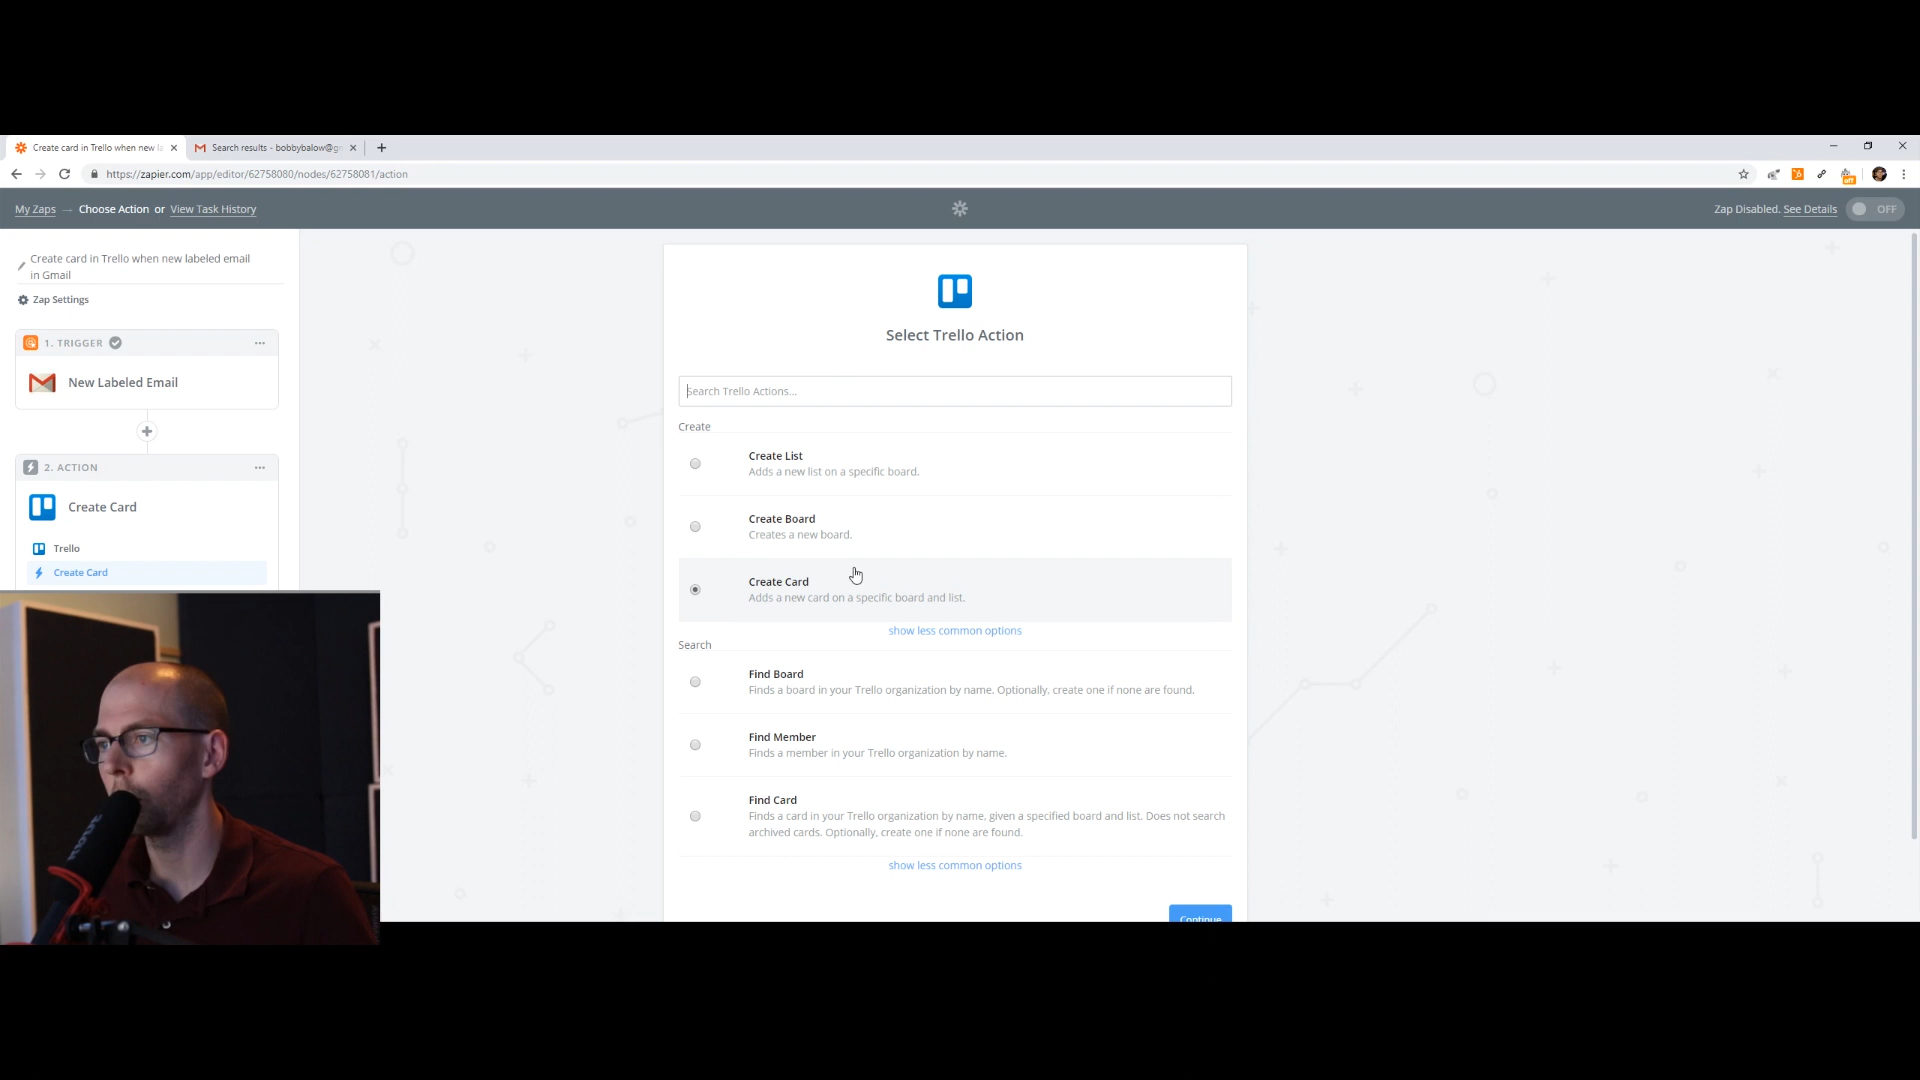 Create card in Trello when new la
Search results - bobbybalow@gm
https://zapier.com/app/editor/62758080/nodes/62758081/action
off
My Zaps → Choose Action or View Task History
Zap Disabled. See Details OFF
Create card in Trello when new labeled email
in Gmail
Zap Settings
1. TRIGGER
New Labeled Email
2. ACTION
Create Card
Trello
Create Card
Select Trello Action
Search Trello Actions...
Create
Create List
Adds a new list on a specific board.
Create Board
Creates a new board.
Create Card
Adds a new card on a specific board and list.
show less common options
Search
Find Board
Finds a board in your Trello organization by name. Optionally, create one if none are found.
Find Member
Finds a member in your Trello organization by name.
Find Card
Finds a card in your Trello organization by name, given a specified board and list. Does not search
archived cards. Optionally, create one if none are found.
show less common options
Continue
RODE